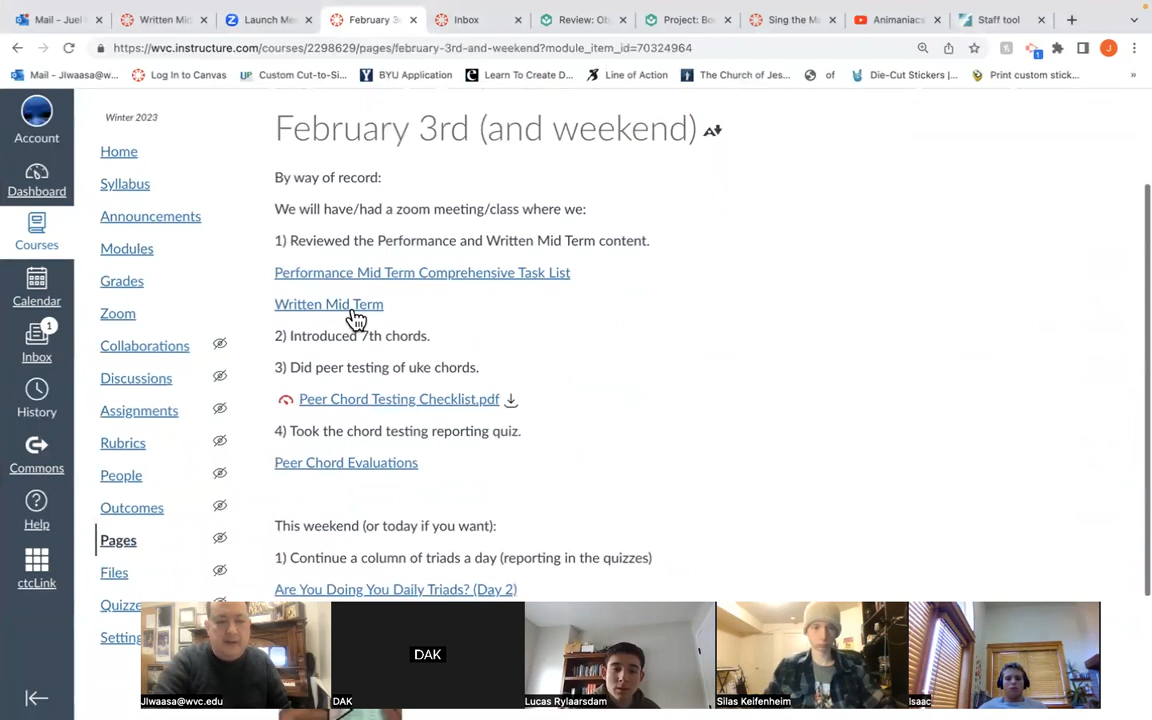 Mail - Juel
Written Mi
Launch Me
February 3
Inbox
Review: Ob
Project: Bo
Sing the M
Animaniacs
Staff tool
https://wvc.instructure.com/courses/2298629/pages/february-3rd-and-weekend?module_item_id=70324964
Mail - Jlwaasa@w...
Log In to Canvas
Custom Cut-to-Si...
BYU Application
Learn To Create D...
Line of Action
The Church of Jes...
of
Die-Cut Stickers |...
Print custom stick...
Account
Dashboard
Courses
Calendar
1
Inbox
History
Commons
Help
ctcLink
Winter 2023
Home
Syllabus
Announcements
Modules
Grades
Zoom
Collaborations
Discussions
Assignments
Rubrics
People
Outcomes
Pages
Files
Quizze
Setting
February 3rd (and weekend)
By way of record:
We will have/had a zoom meeting/class where we:
1) Reviewed the Performance and Written Mid Term content.
Performance Mid Term Comprehensive Task List
Written Mid Term
2) Introduced 7th chords.
3) Did peer testing of uke chords.
Peer Chord Testing Checklist.pdf
4) Took the chord testing reporting quiz.
Peer Chord Evaluations
This weekend (or today if you want):
1) Continue a column of triads a day (reporting in the quizzes)
Are You Doing You Daily Triads? (Day 2)
DAK
Jlwaasa@wvc.edu
DAK
Lucas Rylaarsdam
Silas Keifenheim
Isaac